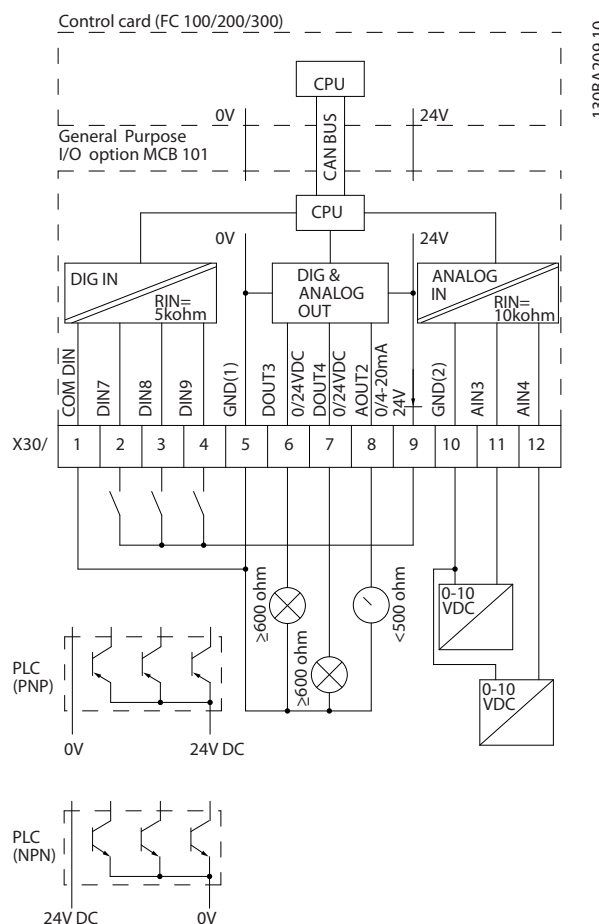 Control card (FC 100/200/300)
130BA209.10
CPU
0V
24V
CAN BUS
General Purpose
I/O option MCB 101
CPU
0V
24V
DIG IN
RIN=
5kohm
DIG &
ANALOG
OUT
ANALOG
IN
RIN=
10kohm
COM DIN
DIN7
DIN8
DIN9
GND(1)
DOUT3
0/24VDC
DOUT4
0/24VDC
AOUT2
0/4-20mA
24V
GND(2)
AIN3
AIN4
X30/ 1 2 3 4 5 6 7 8 9 10 11 12
≥600 ohm
≥600 ohm
<500 ohm
0-10
VDC
0-10
VDC
PLC
(PNP)
0V
24V DC
PLC
(NPN)
24V DC
0V